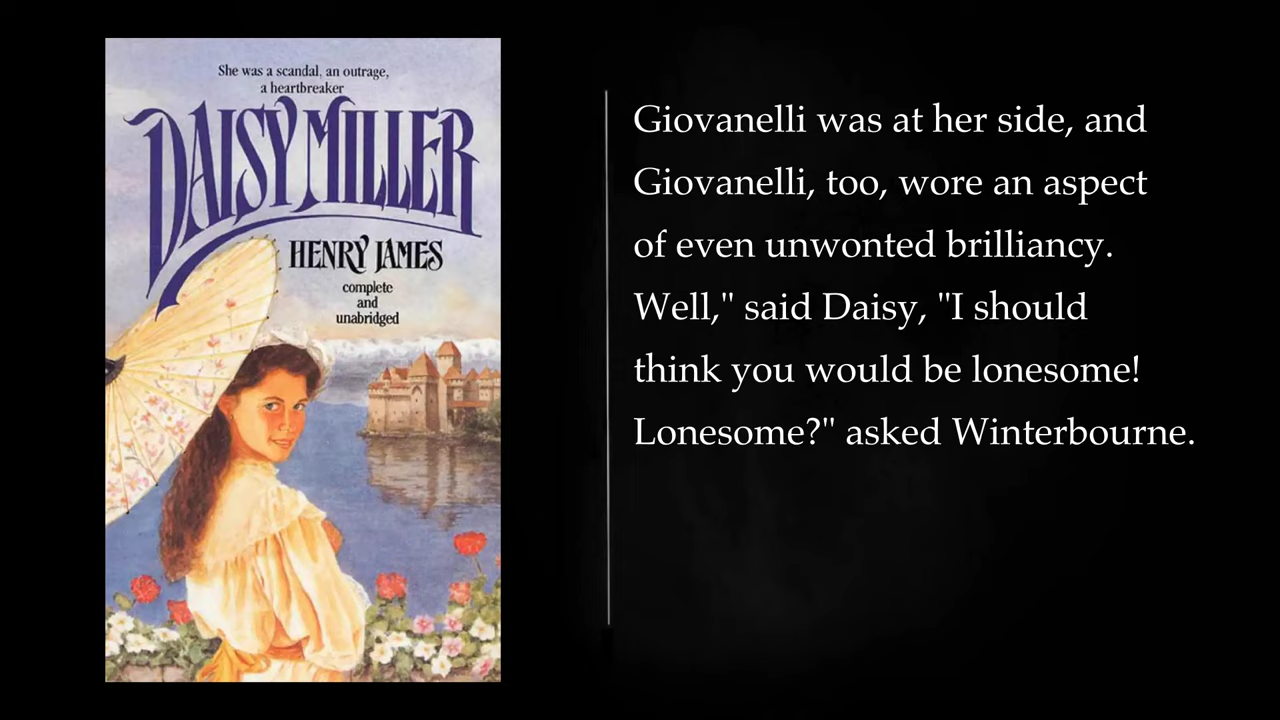 She was a scandal, an outrage,
a heartbreaker
DAISY MILLER
HENRY JAMES
complete
and
unabridged
Giovanelli was at her side, and
Giovanelli, too, wore an aspect
of even unwonted brilliancy.
Well," said Daisy, "I should
think you would be lonesome!
Lonesome?" asked Winterbourne.